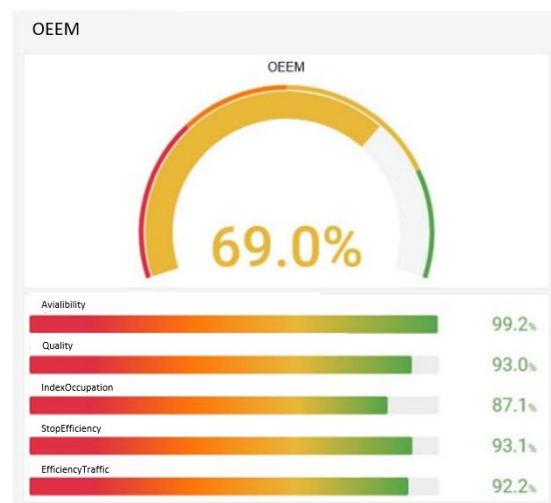 OEEM
OEEM
69.0%
Avialibility
99.2%
Quality
93.0%
IndexOccupation
87.1%
StopEfficiency
93.1%
EfficiencyTraffic
92.2%